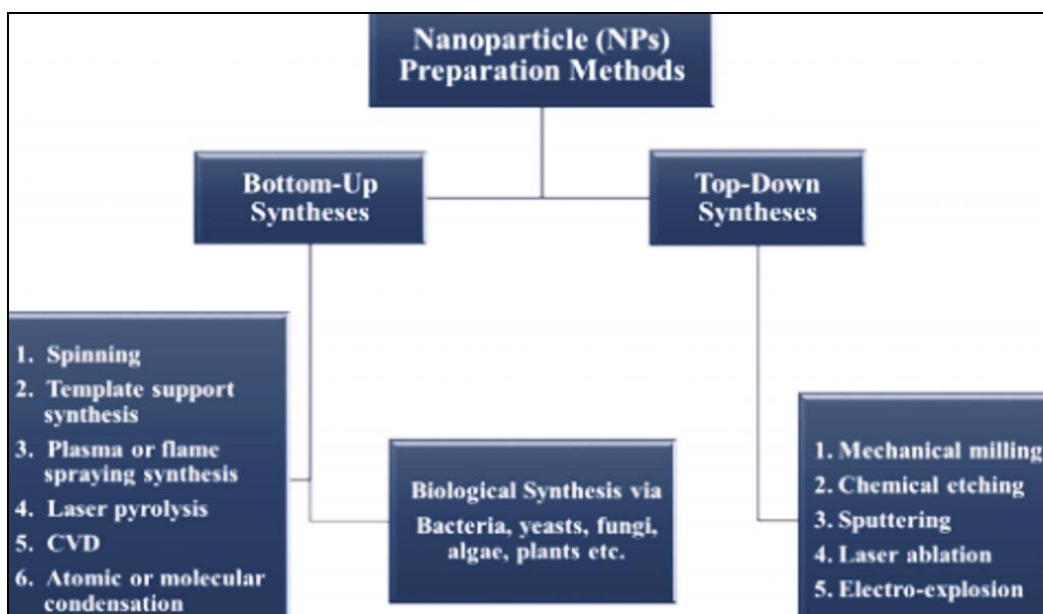 Nanoparticle (NPs)
Preparation Methods
Bottom-Up
Syntheses
Top-Down
Syntheses
1. Spinning
2. Template support
synthesis
3. Plasma or flame
spraying synthesis
4. Laser pyrolysis
5. CVD
6. Atomic or molecular
condensation
Biological Synthesis via
Bacteria, yeasts, fungi,
algae, plants etc.
1. Mechanical milling
2. Chemical etching
3. Sputtering
4. Laser ablation
5. Electro-explosion